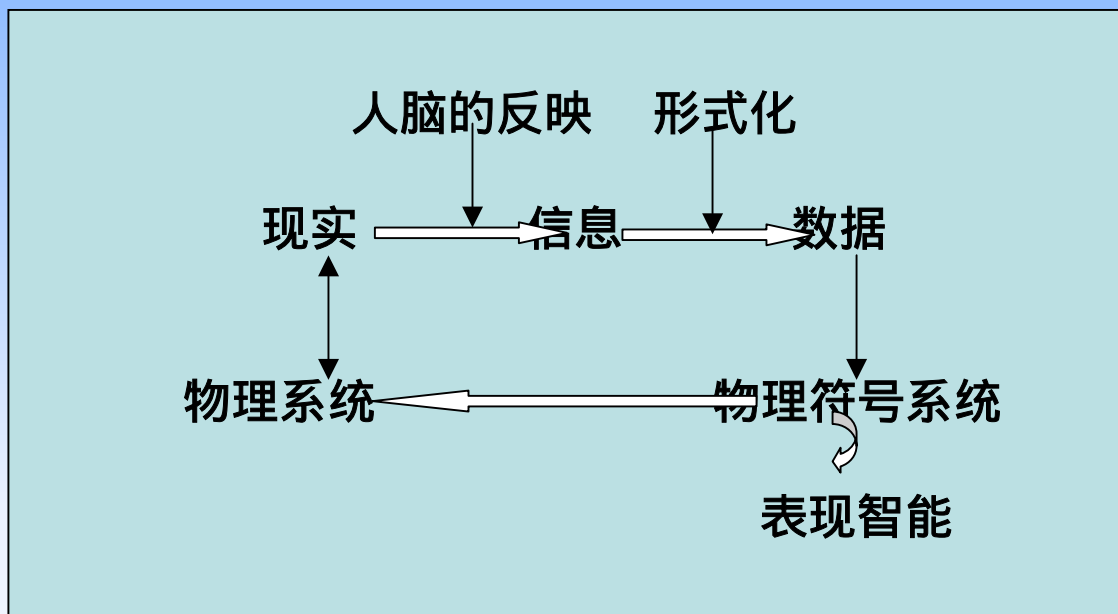 人脑的反映 形式化
现实 信息 数据
物理系统 物理符号系统
表现智能